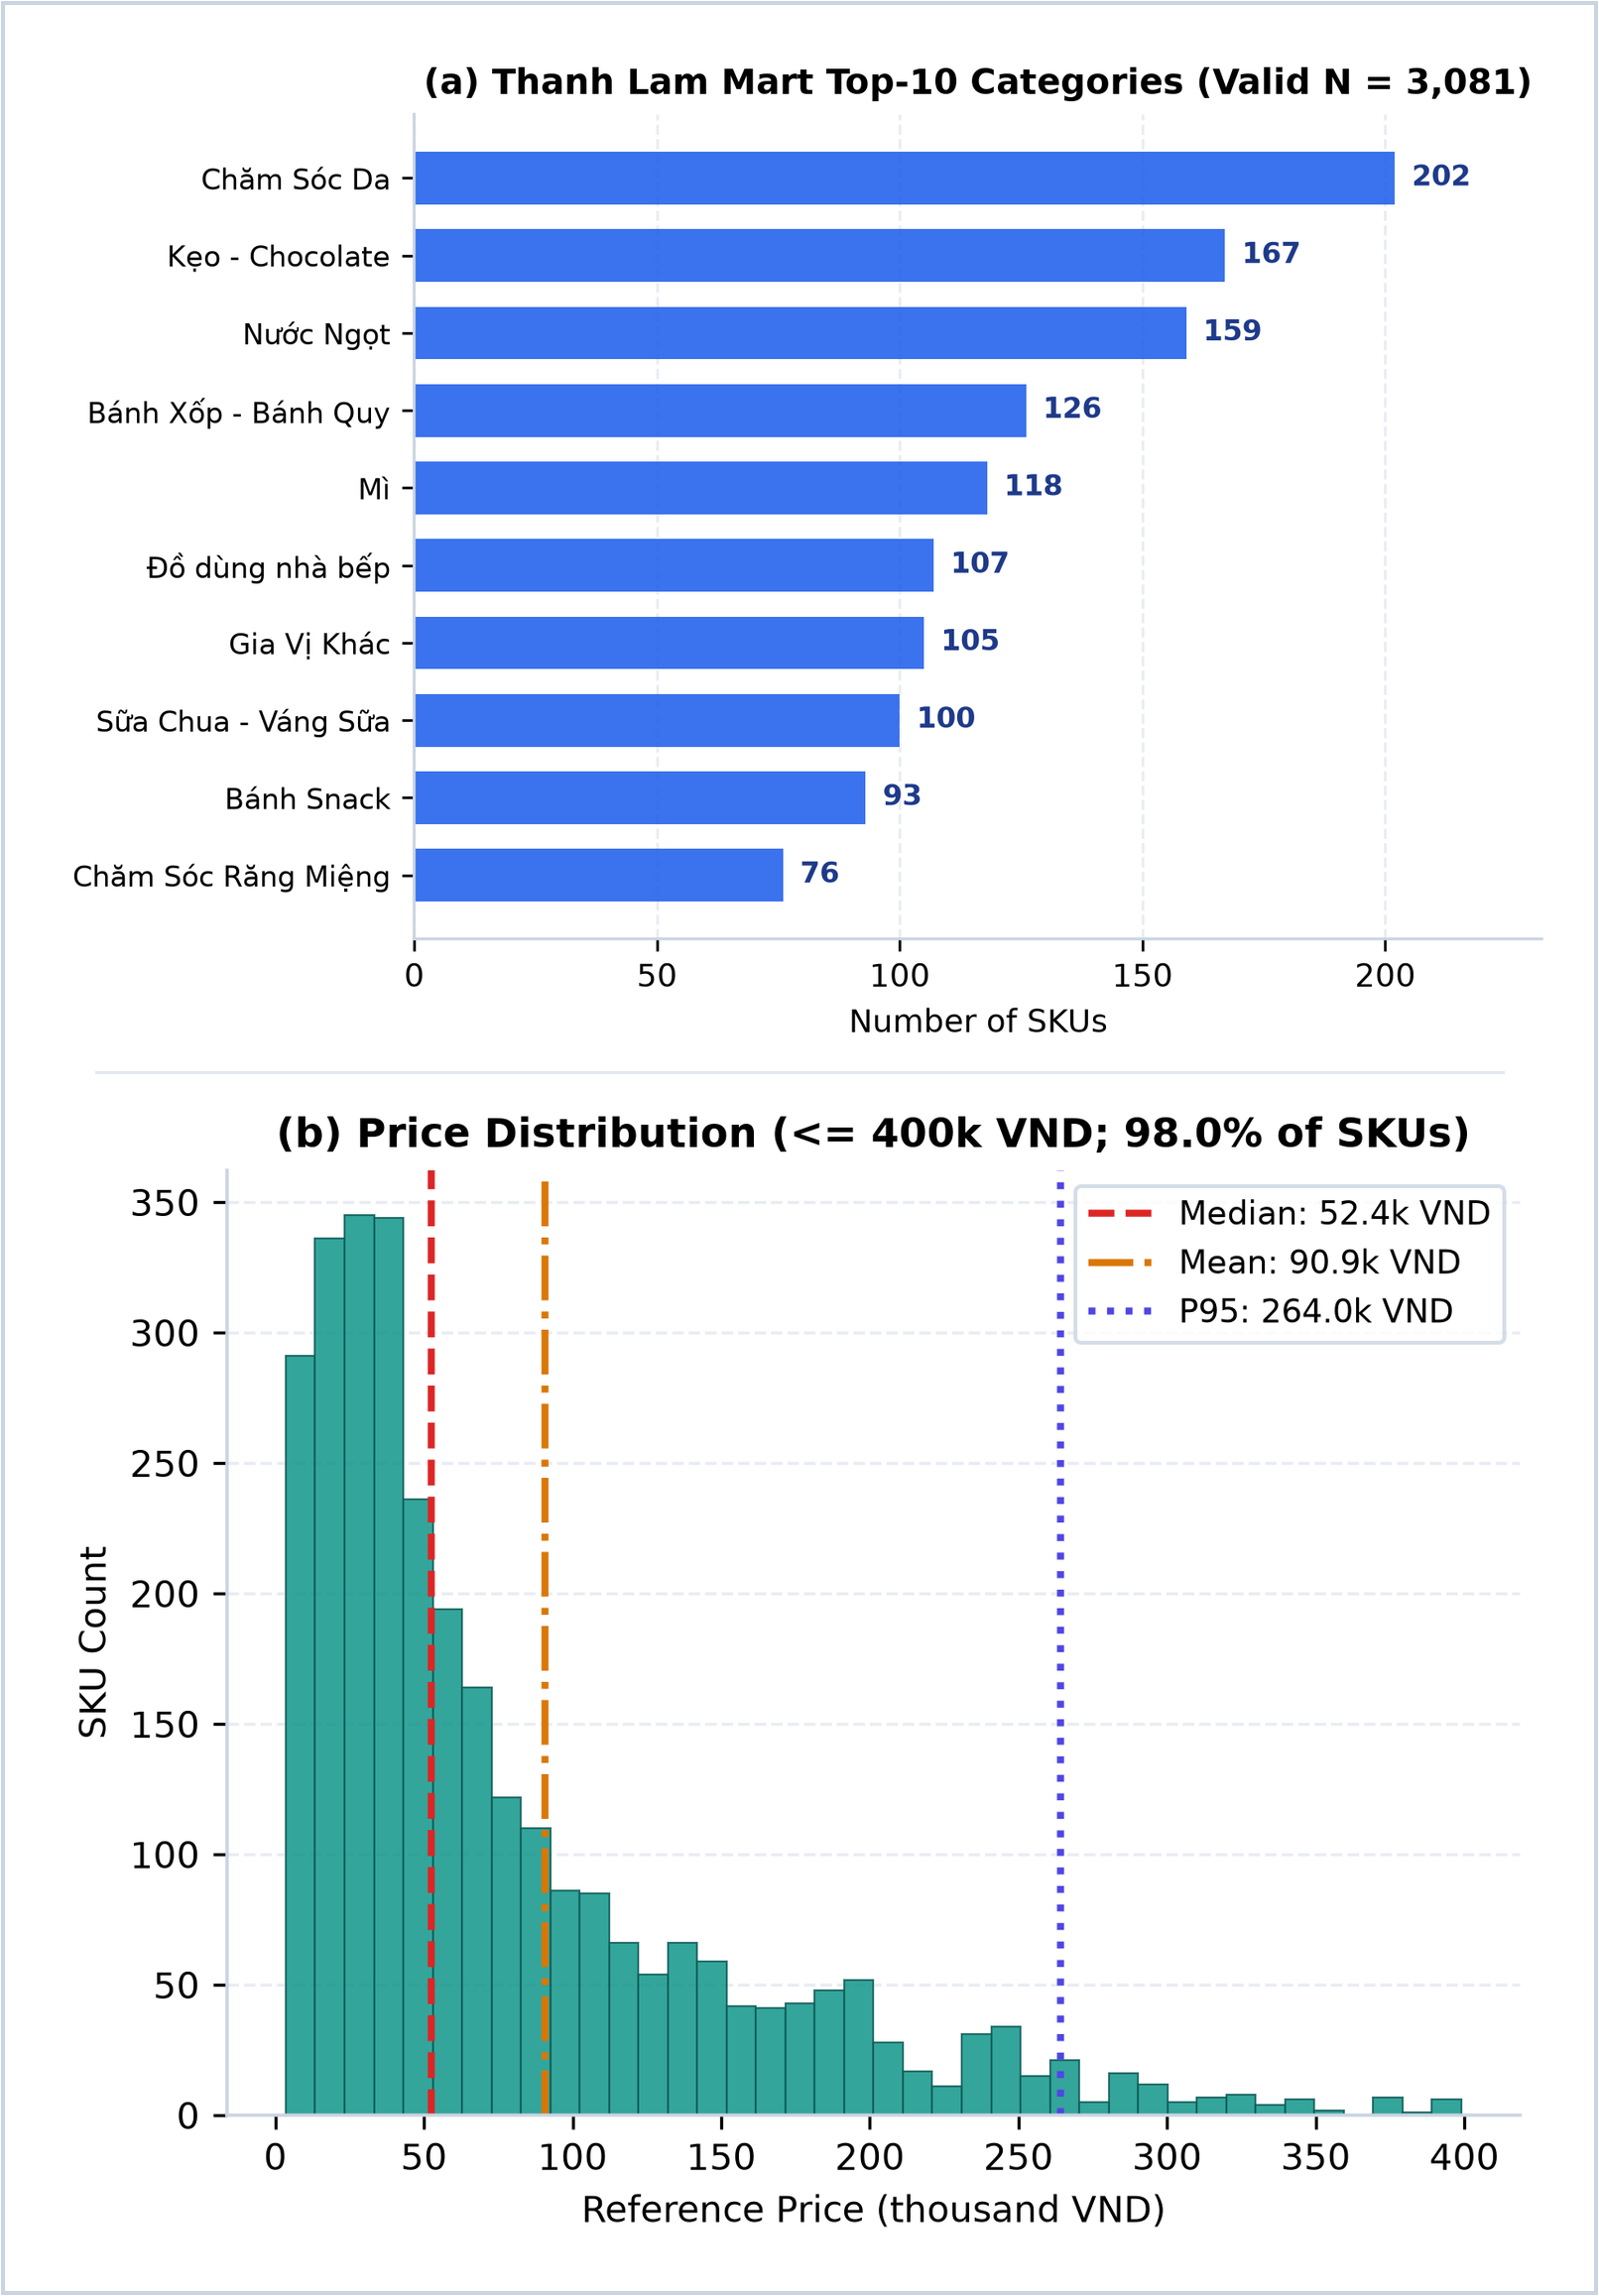 (a) Thanh Lam Mart Top-10 Categories (Valid N = 3,081)
Chăm Sóc Da
202
Kẹo - Chocolate
167
Nước Ngọt
159
Bánh Xốp - Bánh Quy
126
Mì
118
Đồ dùng nhà bếp
107
Gia Vị Khác
105
Sữa Chua - Váng Sữa
100
Bánh Snack
93
Chăm Sóc Răng Miệng
76
0 50 100 150 200
Number of SKUs
(b) Price Distribution (<= 400k VND; 98.0% of SKUs)
Median: 52.4k VND
Mean: 90.9k VND
P95: 264.0k VND
350
300
250
200
150
100
50
0
SKU Count
0 50 100 150 200 250 300 350 400
Reference Price (thousand VND)